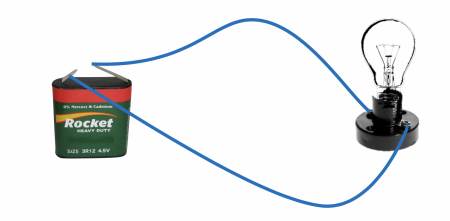 0% Mercury & Cadmium
Rocket
HEAVY DUTY
SIZE 3R12 4.5V